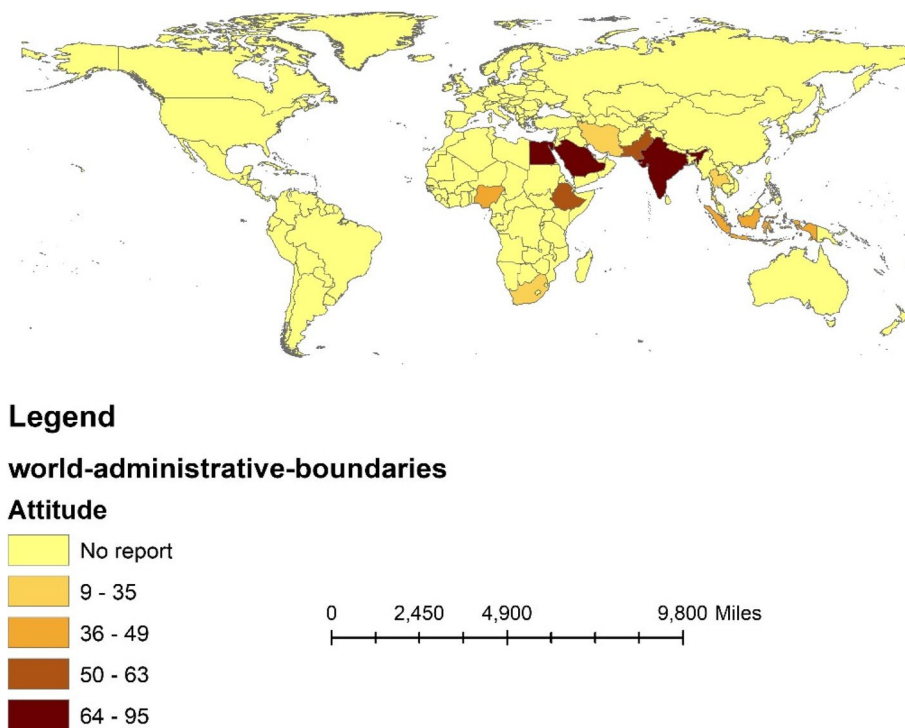 Legend
world-administrative-boundaries
Attitude
No report
9 - 35
36 - 49
50 - 63
64 - 95
0 2,450 4,900 9,800 Miles